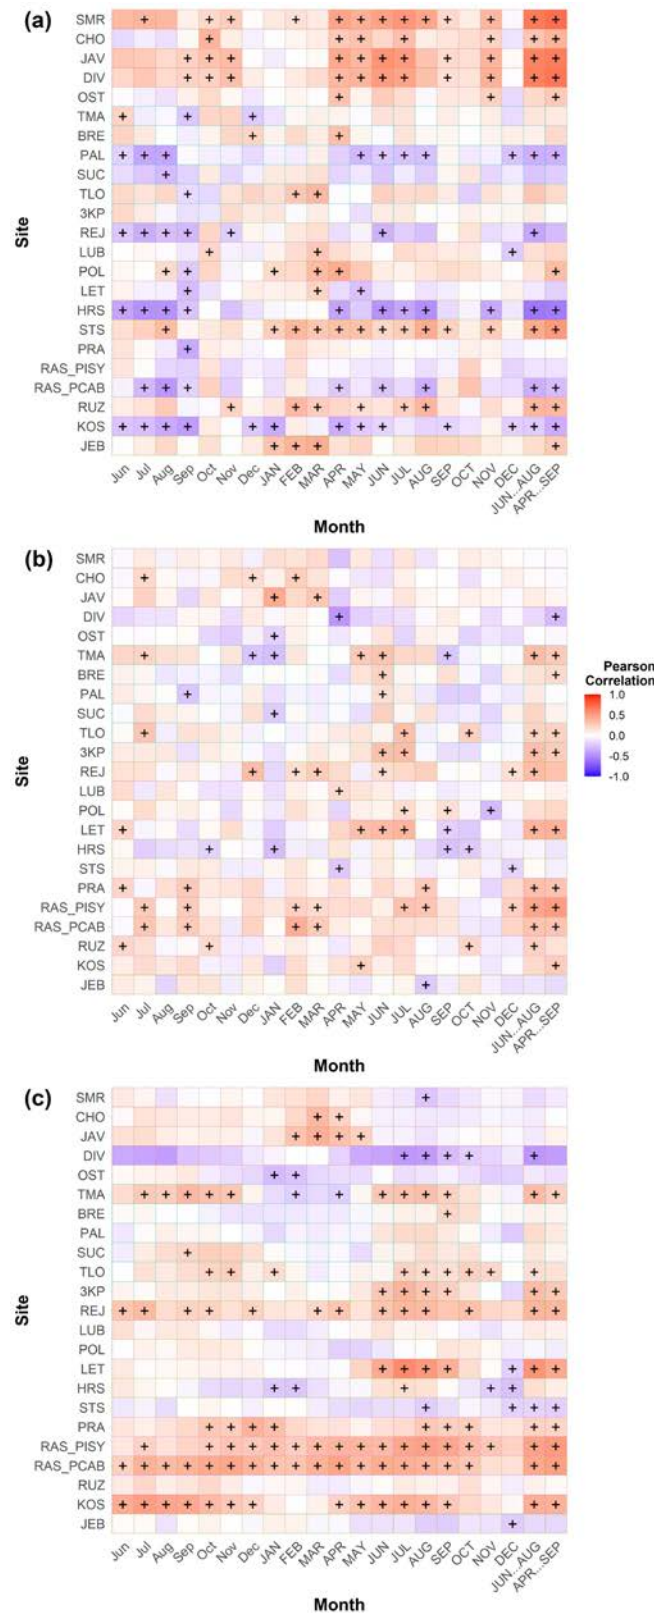 (a)
SMR
CHO
JAV
DIV
OST
TMA
BRE
PAL
SUC
TLO
3KP
REJ
LUB
POL
LET
HRS
STS
PRA
RAS_PISY
RAS_PCAB
RUZ
KOS
JEB
Site
Jun Jul Aug Sep Oct Nov Dec JAN FEB MAR APR MAY JUN JUL AUG SEP OCT NOV DEC JUN...AUG APR...SEP
Month
(b)
SMR
CHO
JAV
DIV
OST
TMA
BRE
PAL
SUC
TLO
3KP
REJ
LUB
POL
LET
HRS
STS
PRA
RAS_PISY
RAS_PCAB
RUZ
KOS
JEB
Site
Jun Jul Aug Sep Oct Nov Dec JAN FEB MAR APR MAY JUN JUL AUG SEP OCT NOV DEC JUN...AUG APR...SEP
Month
Pearson
Correlation
1.0
0.5
0.0
-0.5
-1.0
(c)
SMR
CHO
JAV
DIV
OST
TMA
BRE
PAL
SUC
TLO
3KP
REJ
LUB
POL
LET
HRS
STS
PRA
RAS_PISY
RAS_PCAB
RUZ
KOS
JEB
Site
Jun Jul Aug Sep Oct Nov Dec JAN FEB MAR APR MAY JUN JUL AUG SEP OCT NOV DEC JUN...AUG APR...SEP
Month